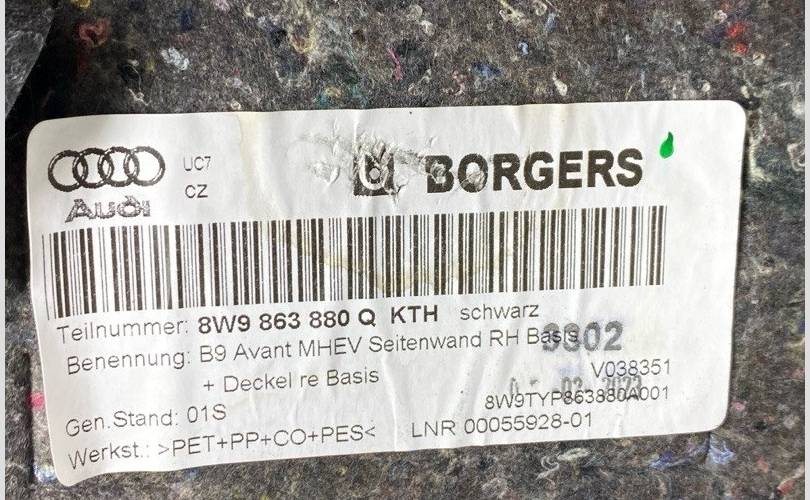 UC7
Audi
CZ
b BORGERS
Teilnummer: 8W9 863 880 Q KTH schwarz
Benennung: B9 Avant MHEV Seitenwand RH Basis
3302
+ Deckel re Basis
V038351
8W9TYP863880A001
Gen.Stand: 01S
LNR 00055928-01
Werkst.: >PET+PP+CO+PES<